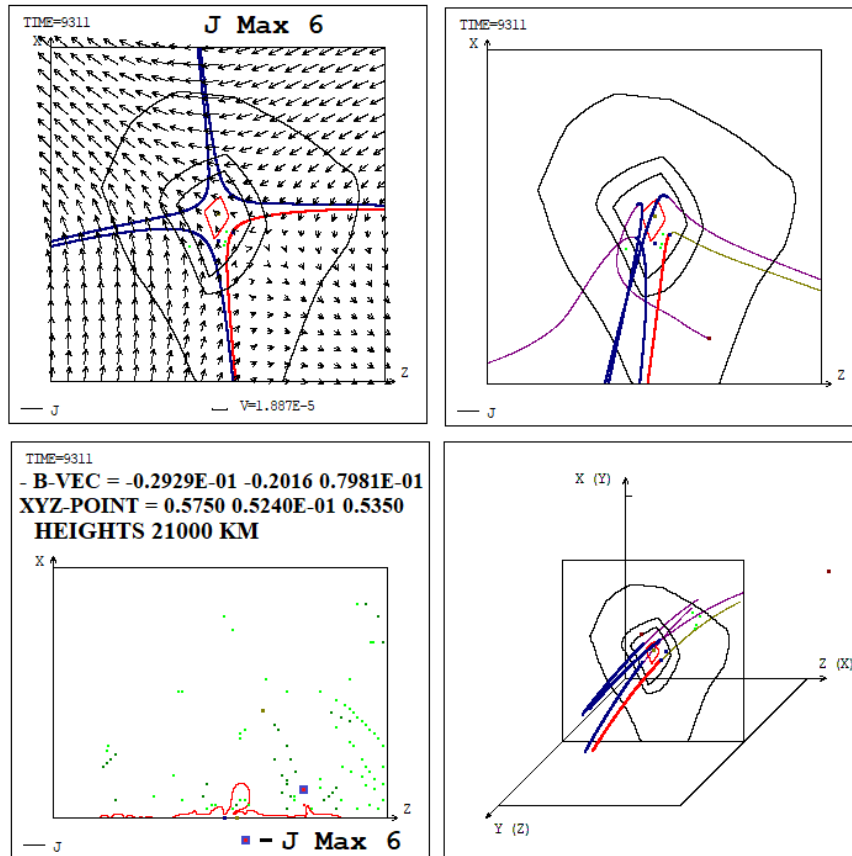 TIME=9311
J Max 6
X
Z
J
V=1.887E-5
TIME=9311
X
Z
J
TIME=9311
- B-VEC = -0.2929E-01 -0.2016 0.7981E-01
XYZ-POINT = 0.5750 0.5240E-01 0.5350
HEIGHTS 21000 KM
X
Z
J
- J Max 6
X (Y)
Z (X)
Y (Z)